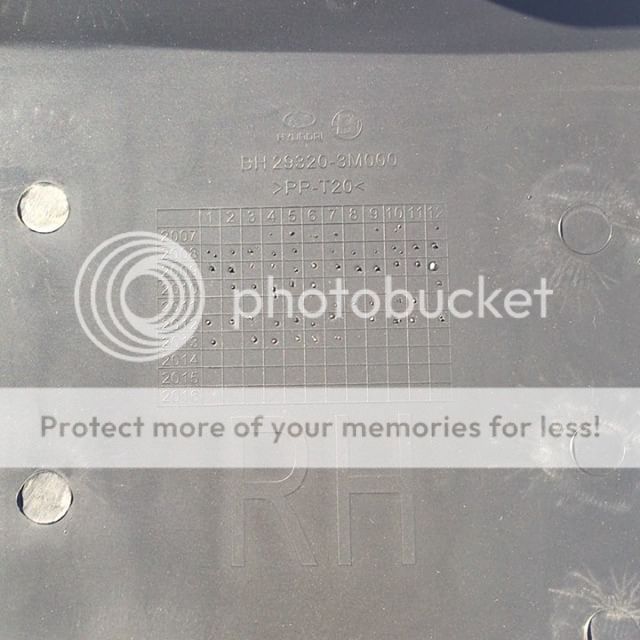 HYUNDAI B
BH 29320-3M000
>PP-T20<
1 2 3 4 5 6 7 8 9 10 11 12
2007
photobucket
2014
2015
Protect more of your memories for less!
RH